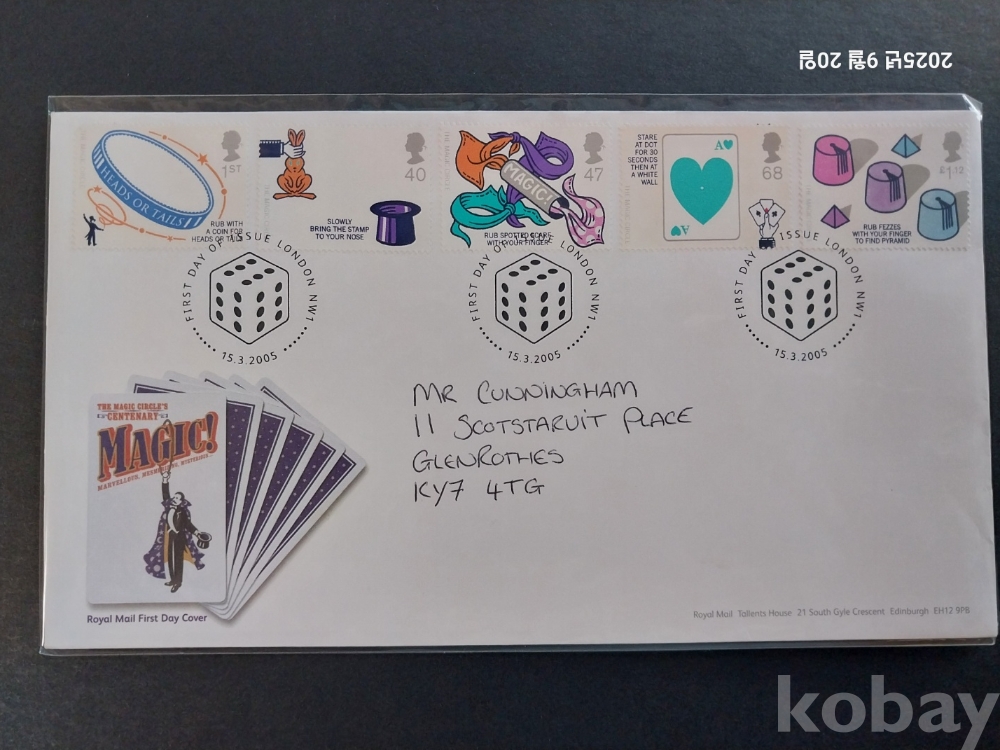 2025년 9월 20일
HEADS OR TAILS
1ST
RUB WITH
A COIN FOR
HEADS OR TAILS
40
SLOWLY
BRING THE STAMP
TO YOUR NOSE
47
MAGIC!
RUB SPOTTED SCARF
WITH YOUR FINGER
STARE
AT DOT
FOR 30
SECONDS
THEN AT
A WHITE
WALL
A
68
A
£1.12
RUB FEZZES
WITH YOUR FINGER
TO FIND PYRAMID
FIRST DAY OF ISSUE LONDON NW1
15.3.2005
FIRST DAY OF ISSUE LONDON NW1
15.3.2005
FIRST DAY ISSUE LONDON NW1
15.3.2005
MR CUNNINGHAM
11 SCOTSTARVIT PLACE
GLENROTHES
KY7 4TG
THE MAGIC CIRCLE'S
CENTENARY
MAGIC!
MARVELLOUS, MESMERISING, MYSTERIOUS...
Royal Mail First Day Cover
Royal Mail Tallents House 21 South Gyle Crescent Edinburgh EH12 9PB
kobay